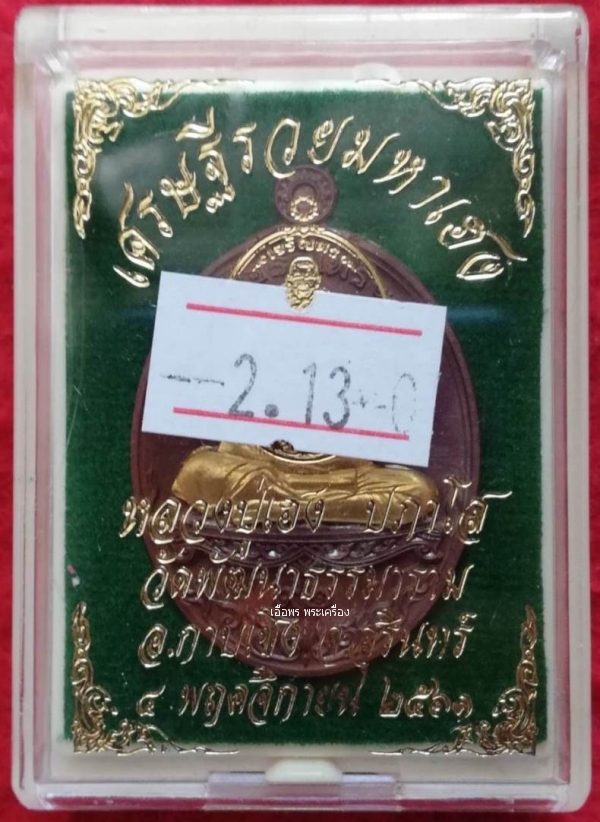 เศรษฐีรวยมหาเฮง
เจริญพร
2.13
หลวงปู่เฮง ปภาโส
วัดพัฒนาธรรมาราม
เอื้อพร พระเครื่อง
อ.กาบเชิง จ.สุรินทร์
๔ พฤศจิกายน ๒๕๖๑